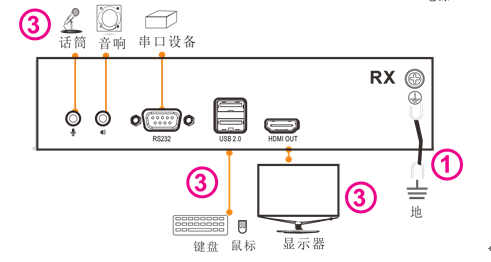 ③
话筒 音响 串口设备
RX
RS232 USB 2.0 HDMI OUT
①
③ ③
地
键盘 鼠标 显示器